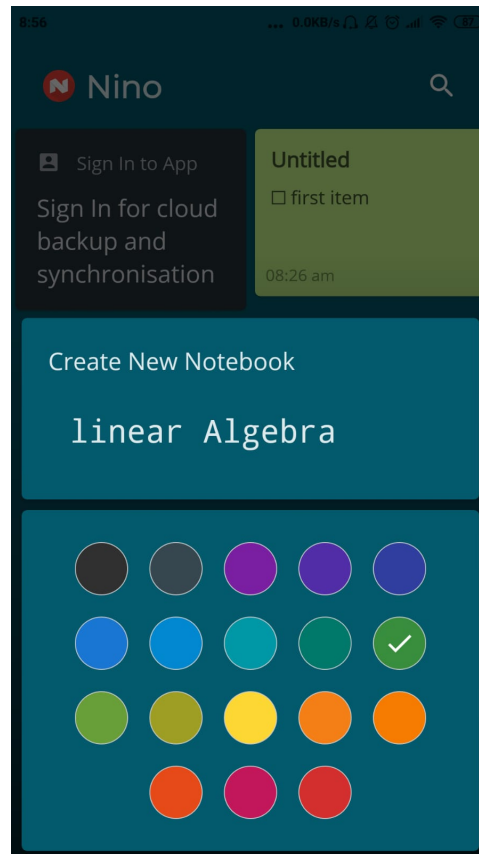 8:56 ... 0.0KB/s 87
Nino
Sign In to App
Sign In for cloud
backup and
synchronisation
Untitled
☐ first item
08:26 am
Create New Notebook
linear Algebra